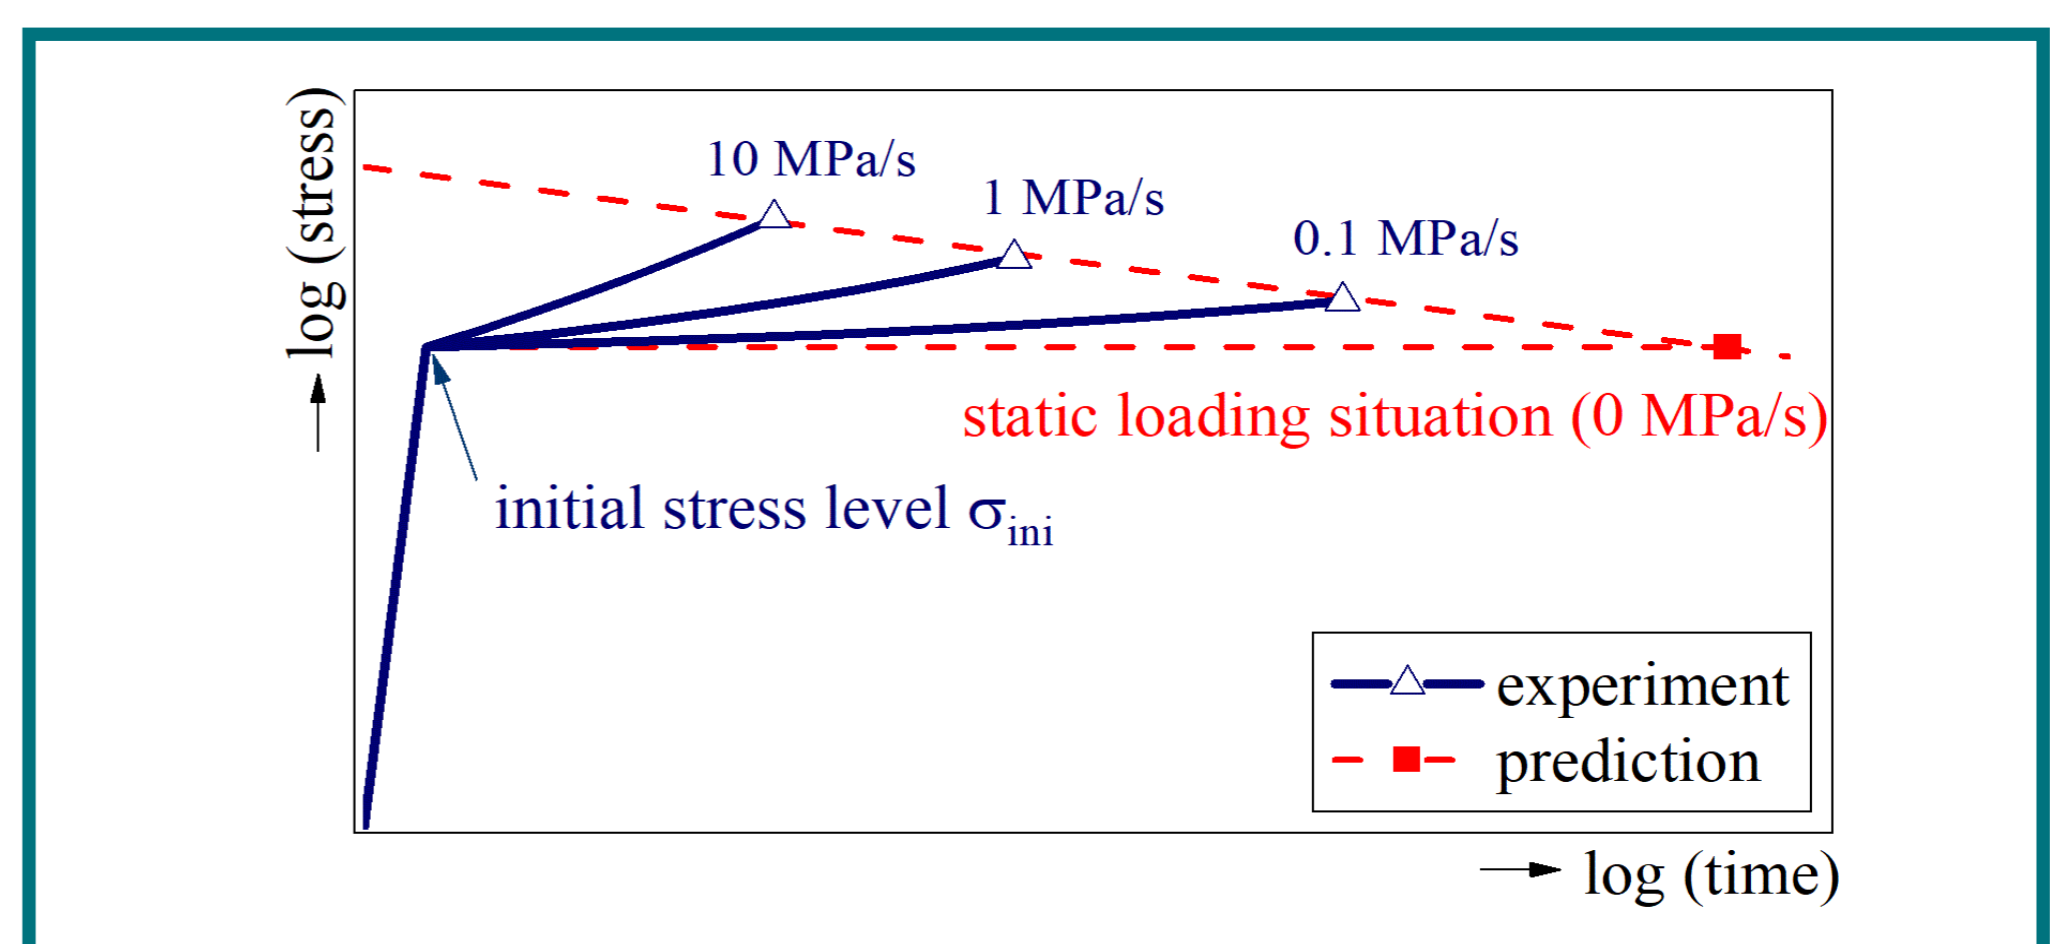 log (stress)
10 MPa/s
1 MPa/s
0.1 MPa/s
static loading situation (0 MPa/s)
initial stress level σini
experiment
prediction
log (time)